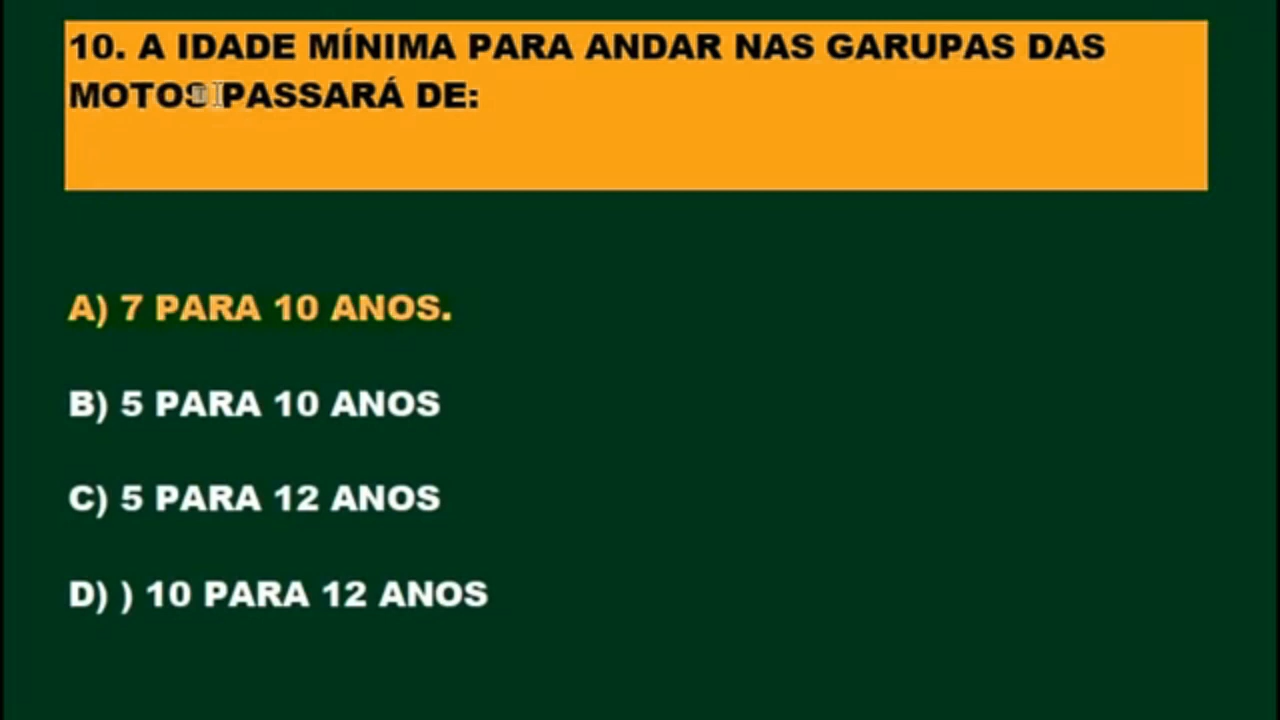 10. A IDADE MÍNIMA PARA ANDAR NAS GARUPAS DAS
MOTOS PASSARÁ DE:
A) 7 PARA 10 ANOS.
B) 5 PARA 10 ANOS
C) 5 PARA 12 ANOS
D) ) 10 PARA 12 ANOS